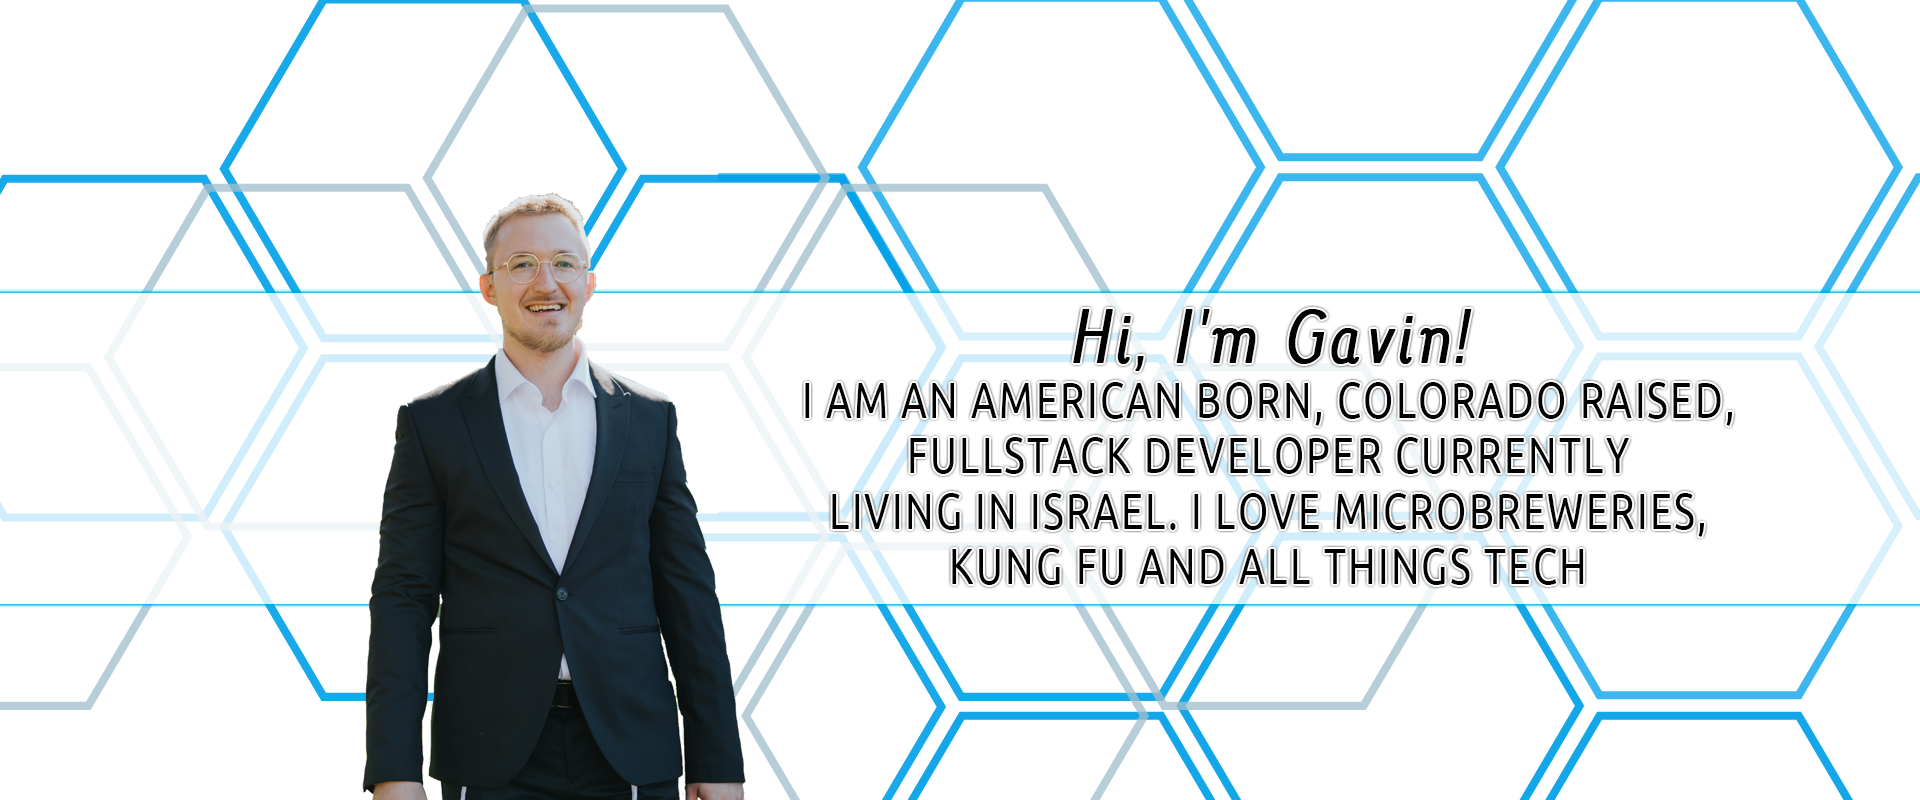 Hi, I'm Gavin!
I AM AN AMERICAN BORN, COLORADO RAISED,
FULLSTACK DEVELOPER CURRENTLY
LIVING IN ISRAEL. I LOVE MICROBREWERIES,
KUNG FU AND ALL THINGS TECH